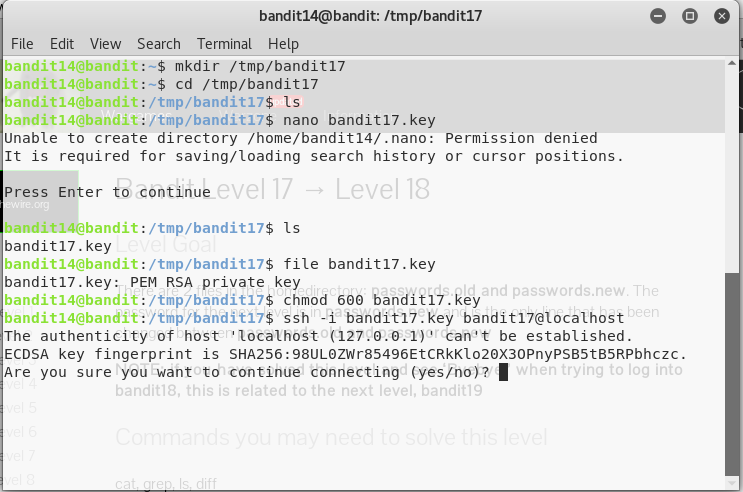 bandit14@bandit: /tmp/bandit17
File Edit View Search Terminal Help
bandit14@bandit:~$ mkdir /tmp/bandit17
bandit14@bandit:~$ cd /tmp/bandit17
bandit14@bandit:/tmp/bandit17$ ls
bandit14@bandit:/tmp/bandit17$ nano bandit17.key
Unable to create directory /home/bandit14/.nano: Permission denied
It is required for saving/loading search history or cursor positions.
Press Enter to continue
Bandit Level 17 → Level 18
hewire.org
bandit14@bandit:/tmp/bandit17$ ls
bandit17.key
Level Goal
bandit14@bandit:/tmp/bandit17$ file bandit17.key
bandit17.key: PEM RSA private key
There are 2 files in the homedirectory: passwords.old and passwords.new. The
bandit14@bandit:/tmp/bandit17$ chmod 600 bandit17.key
password for the next level is in passwords.new and is the only line that has been
bandit14@bandit:/tmp/bandit17$ ssh -i bandit17.key bandit17@localhost
changed between passwords.old and passwords.new
The authenticity of host 'localhost (127.0.0.1)' can't be established.
ECDSA key fingerprint is SHA256:98UL0ZWr85496EtCRkKlo20X3OPnyPSB5tB5RPbhczc.
NOTE: if you have solved this level and see 'Byebye!' when trying to log into
Are you sure you want to continue connecting (yes/no)?
evel 4
bandit18, this is related to the next level, bandit19
evel 5
evel 6
Commands you may need to solve this level
evel 7
evel 8
cat, grep, ls, diff